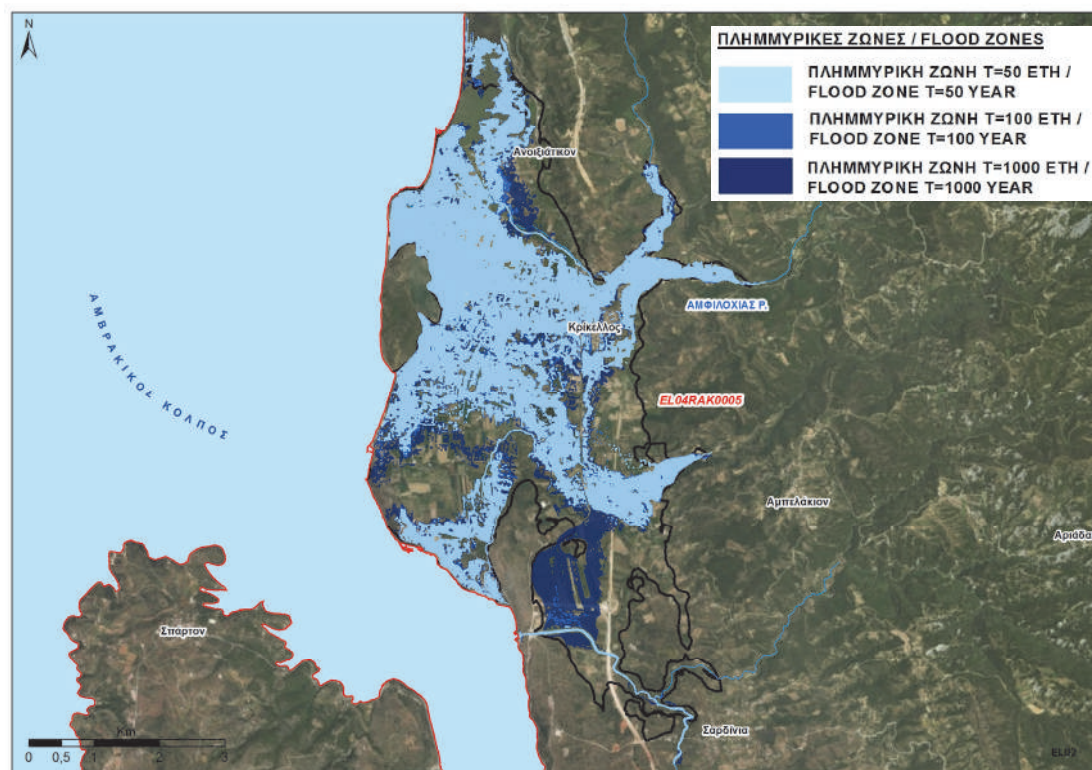 N
ΠΛΗΜΜΥΡΙΚΕΣ ΖΩΝΕΣ / FLOOD ZONES
ΠΛΗΜΜΥΡΙΚΗ ΖΩΝΗ Τ=50 ΕΤΗ /
FLOOD ZONE T=50 YEAR
ΠΛΗΜΜΥΡΙΚΗ ΖΩΝΗ Τ=100 ΕΤΗ /
FLOOD ZONE T=100 YEAR
ΠΛΗΜΜΥΡΙΚΗ ΖΩΝΗ Τ=1000 ΕΤΗ /
FLOOD ZONE T=1000 YEAR
Ανοιξιάτικον
ΑΜΦΙΛΟΧΙΑΣ Ρ.
Κρίκελλος
ΑΜΒΡΑΚΙΚΟΣ ΚΟΛΠΟΣ
EL04RAK0005
Αμπελάκιον
Αριάδα
Σπάρτον
Σαρδίνια
Km
0 0,5 1 2 3